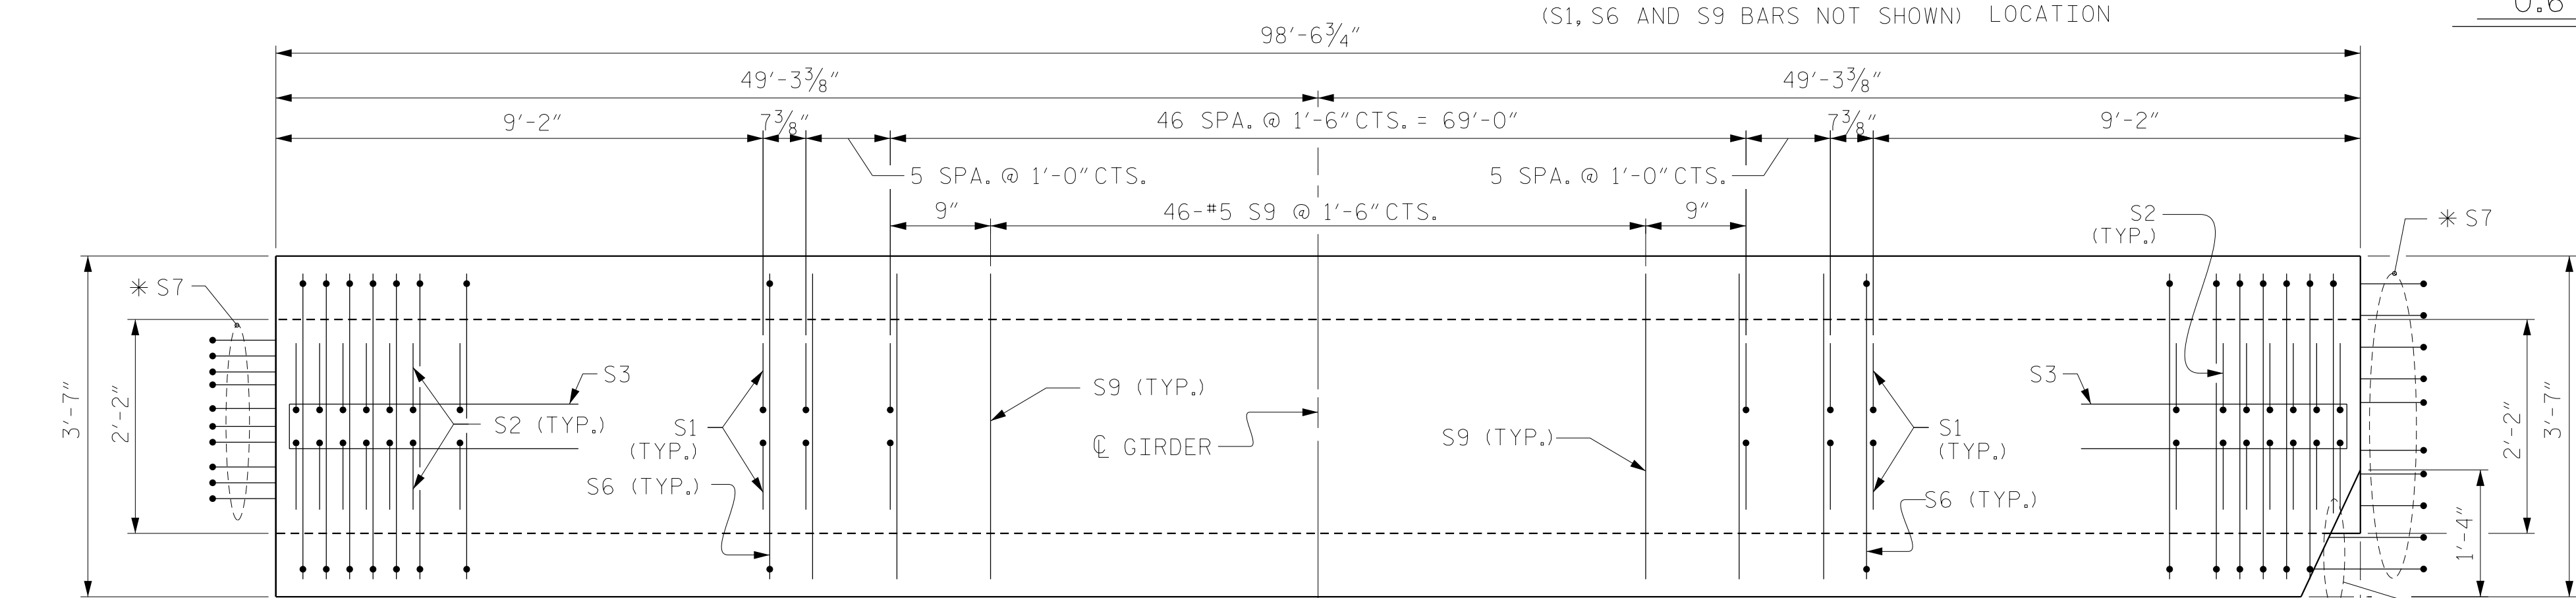 (S1, S6 AND S9 BARS NOT SHOWN) LOCATION
98'-6¾"
49'-3⅜" 49'-3⅜"
9'-2" 7⅜" 46 SPA. @ 1'-6" CTS. = 69'-0" 7⅜" 9'-2"
5 SPA. @ 1'-0" CTS. 5 SPA. @ 1'-0" CTS.
9" 46-#5 S9 @ 1'-6" CTS. 9"
S2
(TYP.)
* S7
* S7
3'-7"
2'-2"
S3
S2 (TYP.)
S1
(TYP.)
S6 (TYP.)
S9 (TYP.)
℄ GIRDER
S9 (TYP.)
S1
(TYP.)
S6 (TYP.)
S3
1'-4"
2'-2"
3'-7"